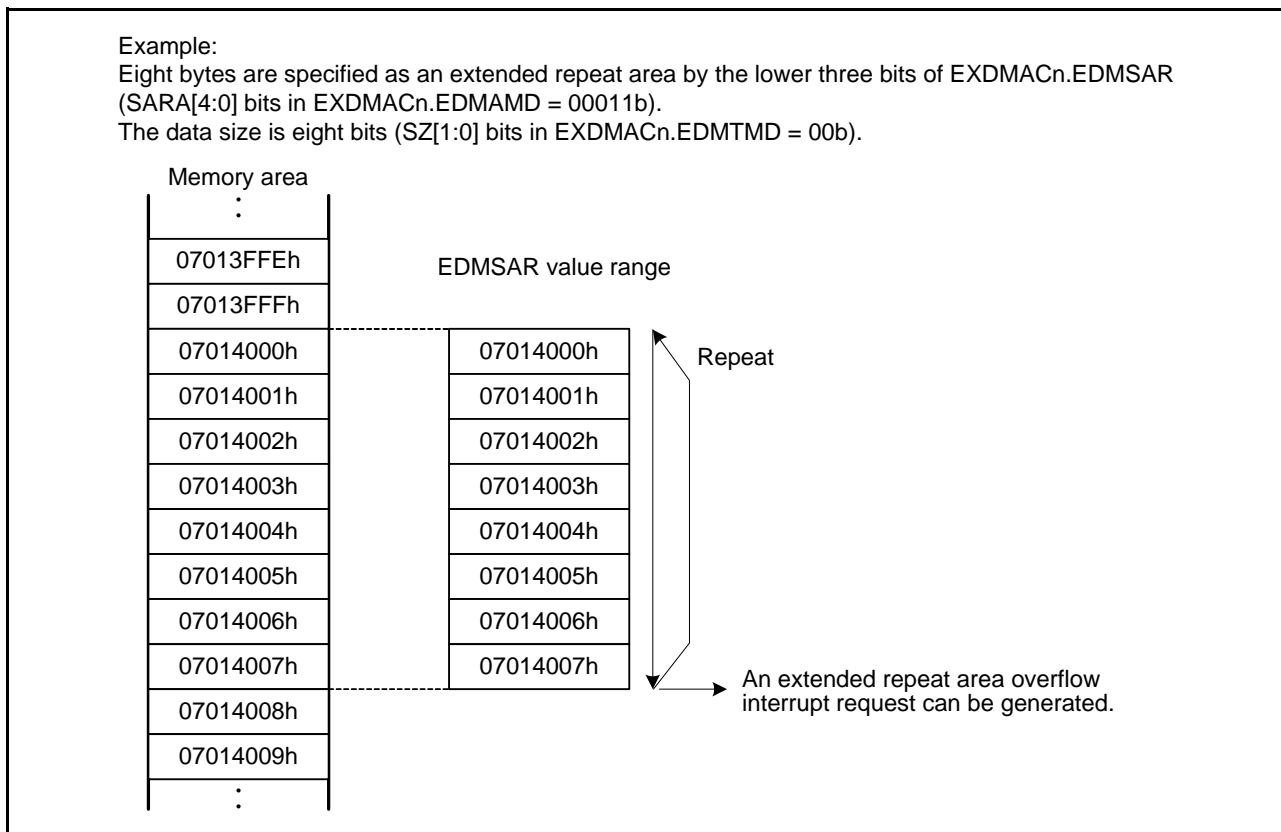 Example:
Eight bytes are specified as an extended repeat area by the lower three bits of EXDMACn.EDMSAR
(SARA[4:0] bits in EXDMACn.EDMAMD = 00011b).
The data size is eight bits (SZ[1:0] bits in EXDMACn.EDMTMD = 00b).
Memory area
:
07013FFEh
EDMSAR value range
07013FFFh
07014000h 07014000h
Repeat
07014001h 07014001h
07014002h 07014002h
07014003h 07014003h
07014004h 07014004h
07014005h 07014005h
07014006h 07014006h
07014007h 07014007h
An extended repeat area overflow
interrupt request can be generated.
07014008h
07014009h
: